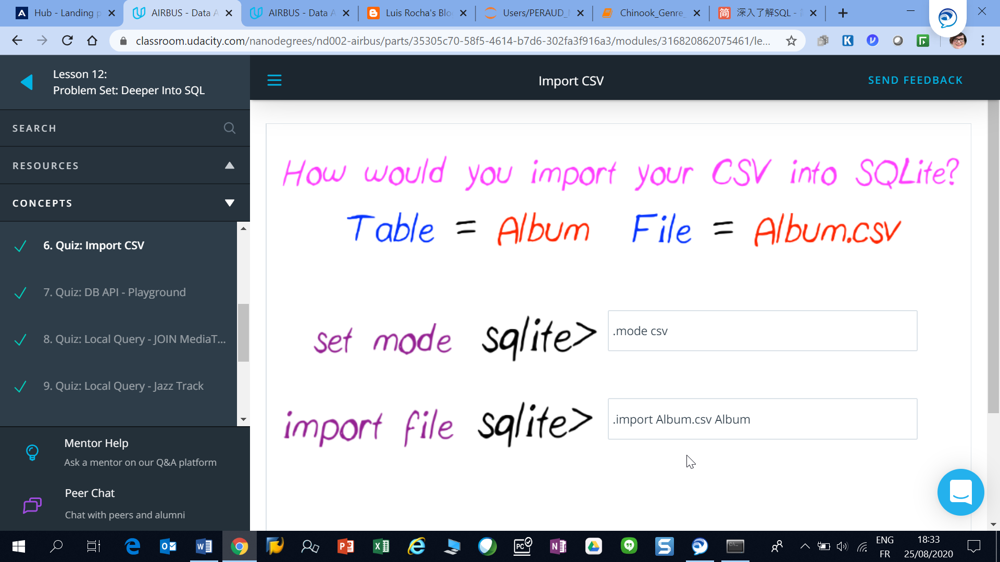 Hub - Landing p
AIRBUS - Data A
AIRBUS - Data A
Luis Rocha's Blo
Users/PERAUD_
Chinook_Genre_
深入了解SQL -
classroom.udacity.com/nanodegrees/nd002-airbus/parts/35305c70-58f5-4614-b7d6-302fa3f916a3/modules/316820862075461/le...
Lesson 12:
Problem Set: Deeper Into SQL
Import CSV
SEND FEEDBACK
SEARCH
RESOURCES
CONCEPTS
6. Quiz: Import CSV
7. Quiz: DB API - Playground
8. Quiz: Local Query - JOIN MediaT...
9. Quiz: Local Query - Jazz Track
Mentor Help
Ask a mentor on our Q&A platform
Peer Chat
Chat with peers and alumni
How would you import your CSV into SQLite?
Table = Album File = Album.csv
set mode sqlite> .mode csv
import file sqlite> .import Album.csv Album
ENG
FR
18:33
25/08/2020